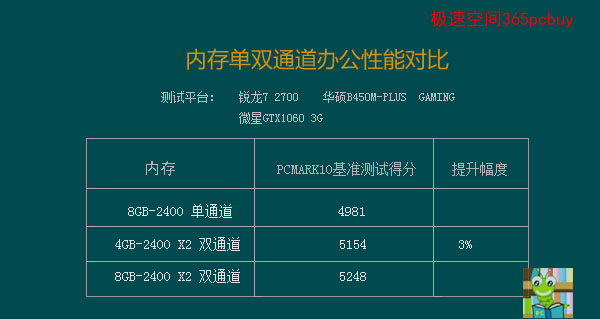 极速空间365pcbuy
内存单双通道办公性能对比
测试平台: 锐龙7 2700 华硕B450M-PLUS GAMING
微星GTX1060 3G
内存 PCMARK10基准测试得分 提升幅度
8GB-2400 单通道 4981
4GB-2400 X2 双通道 5154 3%
8GB-2400 X2 双通道 5248
PC